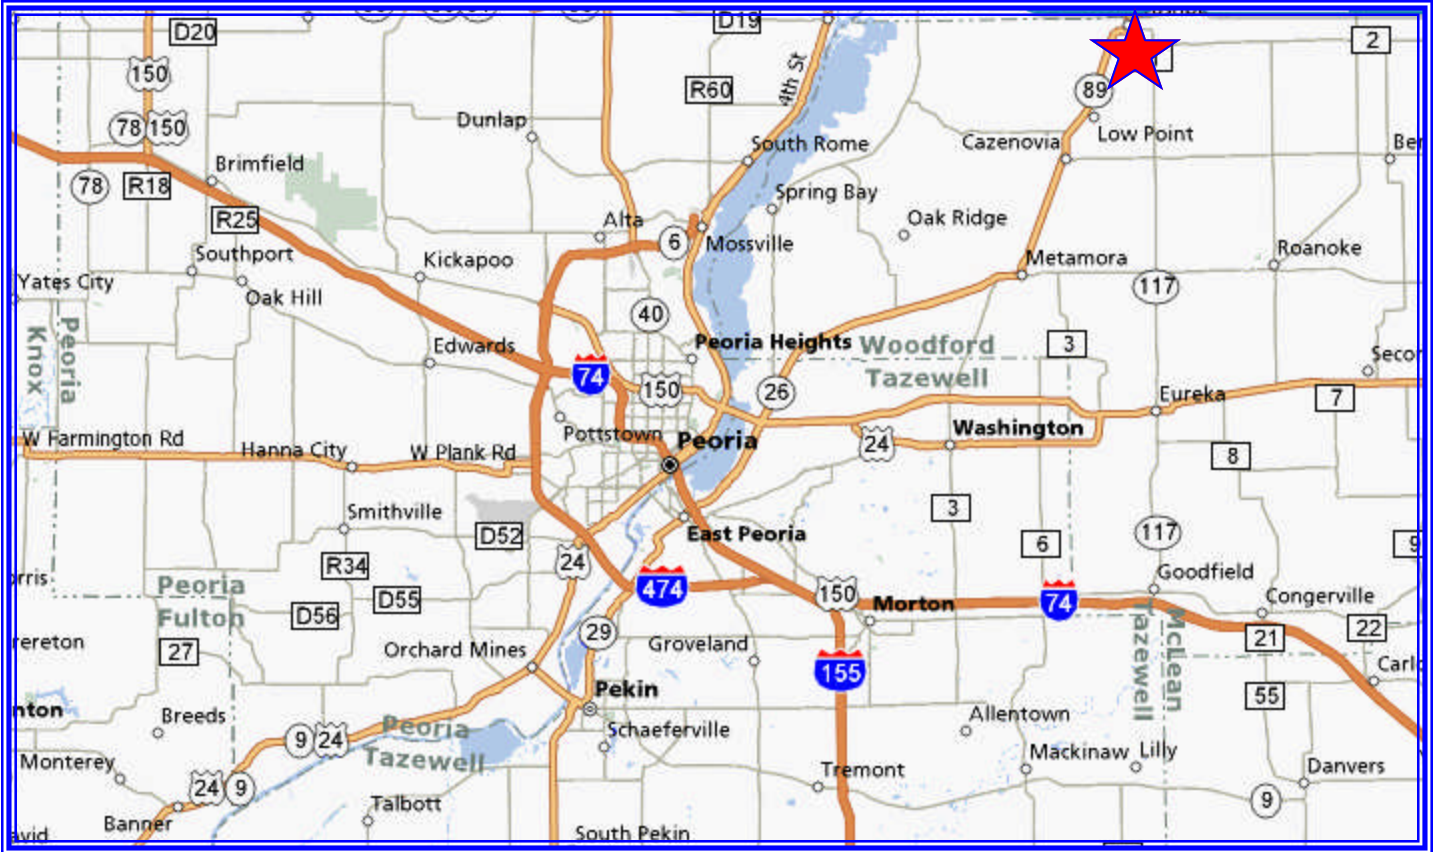 D20
D19
2
150
R60
4th St
89
78
150
Dunlap
Low Point
South Rome
Cazenovia
Brimfield
78
R18
Spring Bay
R25
Alta
Oak Ridge
6
Mossville
Southport
Kickapoo
Metamora
Roanoke
Yates City
Oak Hill
117
40
Knox
Peoria
Edwards
Peoria Heights
Woodford
3
Tazewell
74
150
26
Eureka
7
Pottstown
Washington
W Farmington Rd
Hanna City
W Plank Rd
Peoria
24
8
Smithville
3
D52
East Peoria
117
6
9
24
R34
Goodfield
Peoria
474
150
Morton
74
Congerville
D55
Fulton
D56
29
Tazewell
McLean
22
21
27
Orchard Mines
Groveland
155
Pekin
55
Breeds
Allentown
Peoria
Schaeferville
9
24
Tazewell
Mackinaw
Lilly
Monterey
Tremont
Danvers
24
9
Talbott
9
Banner
South Pekin